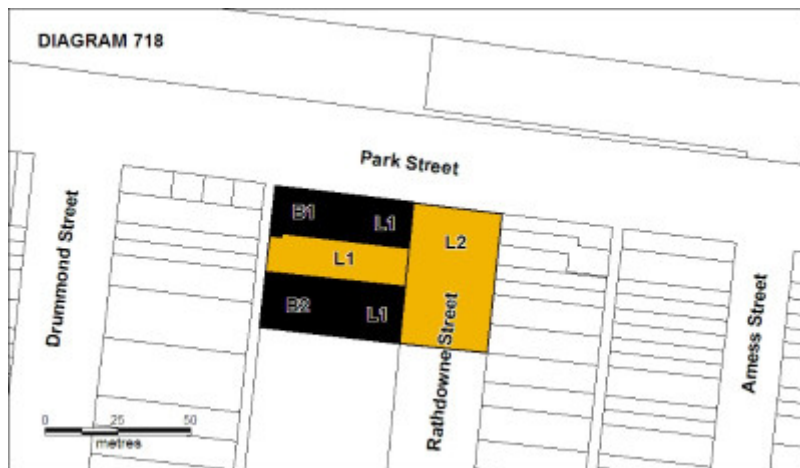 DIAGRAM 718
Park Street
B1
L1
L1
L2
B2
L1
Drummond Street
Rathdowne Street
Amess Street
0 25 50
metres